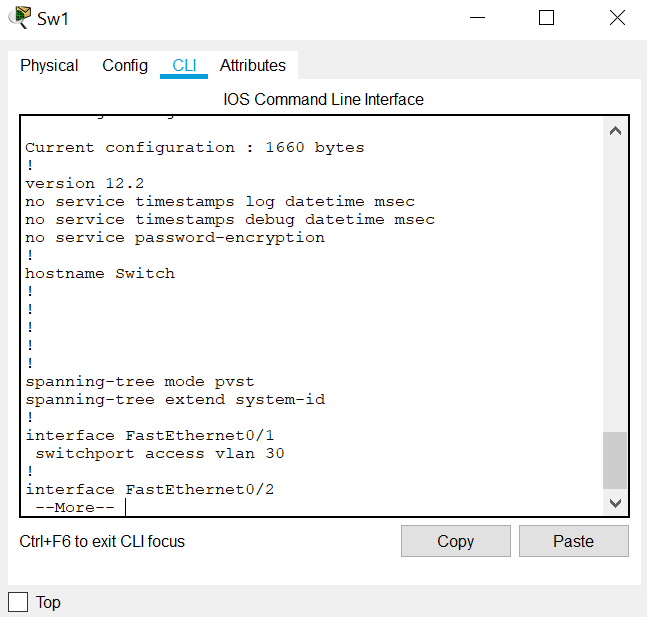 Sw1
Physical Config CLI Attributes
IOS Command Line Interface
Current configuration : 1660 bytes
!
version 12.2
no service timestamps log datetime msec
no service timestamps debug datetime msec
no service password-encryption
!
hostname Switch
!
!
!
!
!
spanning-tree mode pvst
spanning-tree extend system-id
!
interface FastEthernet0/1
 switchport access vlan 30
!
interface FastEthernet0/2
 --More--
Ctrl+F6 to exit CLI focus
Copy Paste
Top